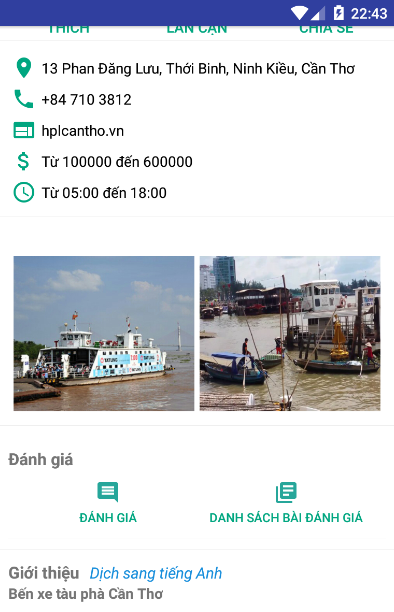 22:43
THÍCH LÂN CẬN CHIA SẺ
13 Phan Đăng Lưu, Thới Bình, Ninh Kiều, Cần Thơ
+84 710 3812
hplcantho.vn
Từ 100000 đến 600000
Từ 05:00 đến 18:00
Đánh giá
ĐÁNH GIÁ DANH SÁCH BÀI ĐÁNH GIÁ
Giới thiệu Dịch sang tiếng Anh
Bến xe tàu phà Cần Thơ